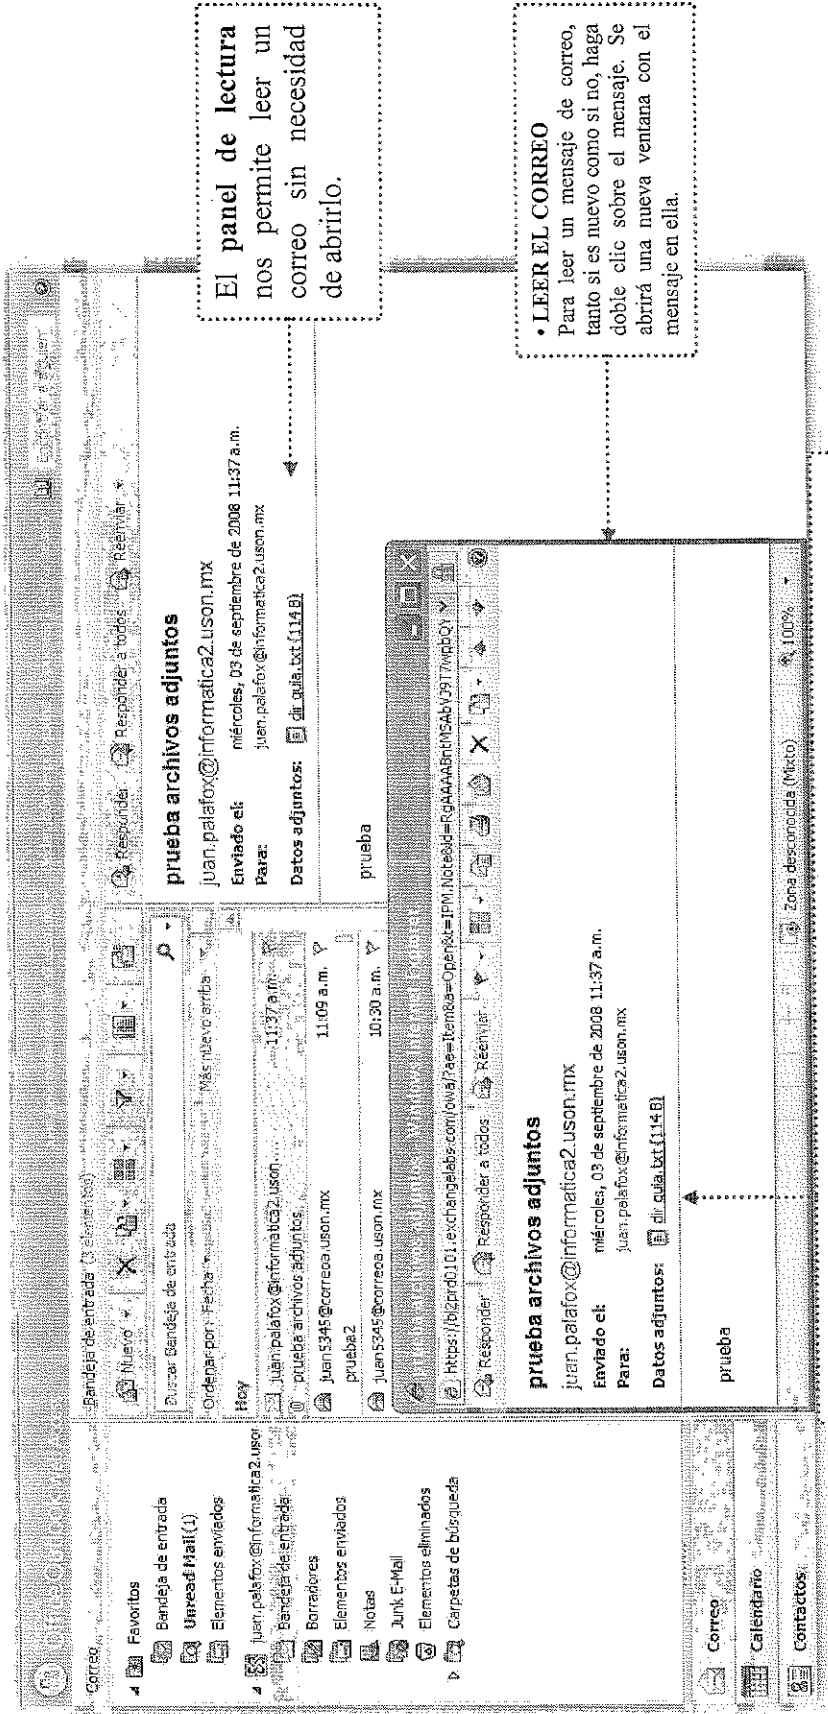 Correo
Favoritos
Bandeja de entrada
Unread Mail (1)
Elementos enviados
juan.palafox@informatica2.uson
Bandeja de entrada
Borradores
Elementos enviados
Notas
Junk E-Mail
Elementos eliminados
Carpetas de búsqueda
Correo
Calendario
Contactos
Bandeja de entrada (3 elementos)
Nuevo
Buscar Bandeja de entrada
Ordenar por: Fecha Más nuevo arriba
Hoy
juan.palafox@informatica2.uson.... 11:37 a.m.
prueba archivos adjuntos
juan5345@correoa.uson.mx 11:09 a.m.
prueba2
juan5345@correoa.uson.mx 10:30 a.m.
Responder Responder a todos Reenviar
prueba archivos adjuntos
juan.palafox@informatica2.uson.mx
Enviado el: miércoles, 03 de septiembre de 2008 11:37 a.m.
Para: juan.palafox@informatica2.uson.mx
Datos adjuntos: dir guia.txt (114 B)
prueba
Responder Responder a todos Reenviar
prueba archivos adjuntos
juan.palafox@informatica2.uson.mx
Enviado el: miércoles, 03 de septiembre de 2008 11:37 a.m.
Para: juan.palafox@informatica2.uson.mx
Datos adjuntos: dir guia.txt (114 B)
prueba
Zona desconocida (Mixto) 100%
El panel de lectura
nos permite leer un
correo sin necesidad
de abrirlo.
• LEER EL CORREO
Para leer un mensaje de correo,
tanto si es nuevo como si no, haga
doble clic sobre el mensaje. Se
abrirá una nueva ventana con el
mensaje en ella.